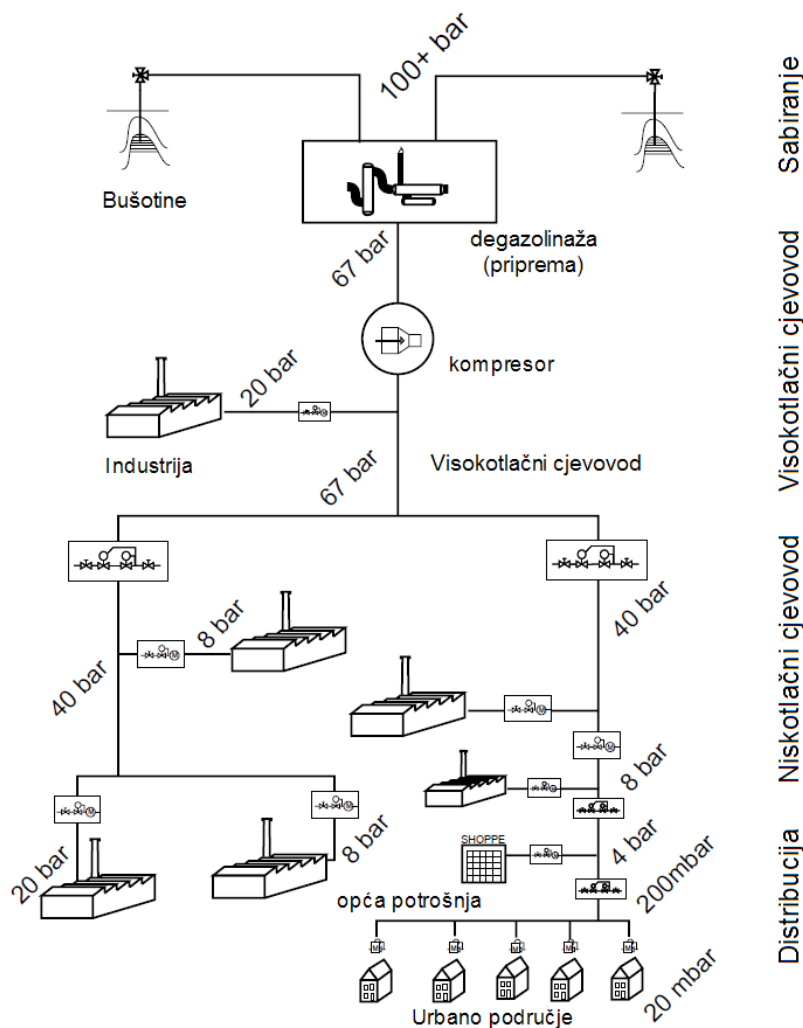 100+ bar
Sabiranje
Bušotine
degazolinaža
(priprema)
67 bar
Visokotlačni cjevovod
kompresor
20 bar
Industrija
Visokotlačni cjevovod
67 bar
Niskotlačni cjevovod
40 bar
8 bar
40 bar
8 bar
SHOPPE
4 bar
20 bar
8 bar
opća potrošnja
200mbar
Distribucija
20 mbar
Urbano područje